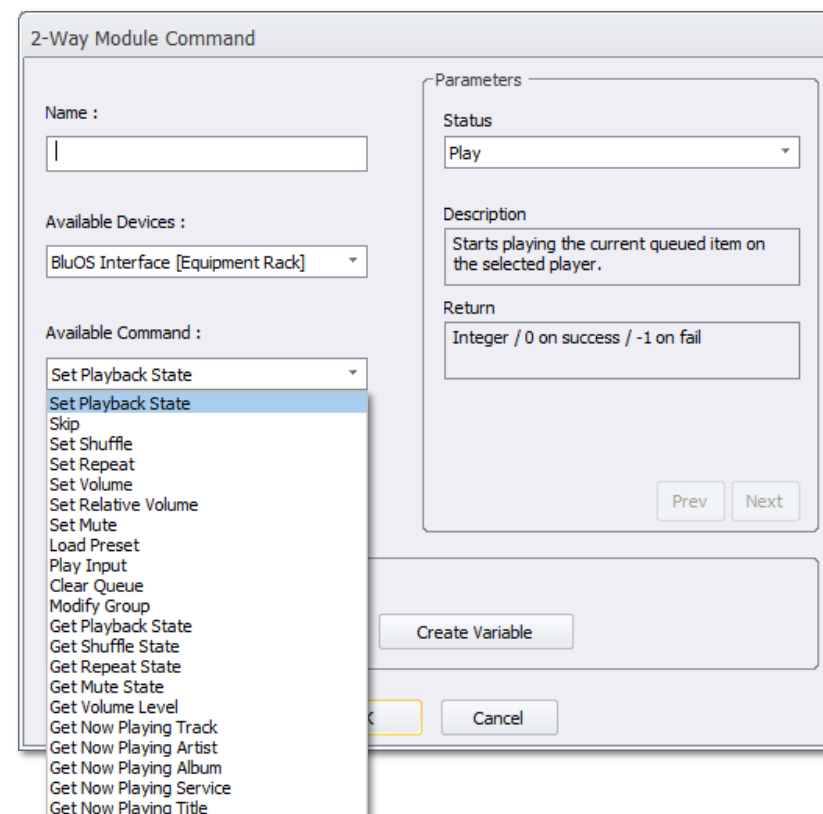 2-Way Module Command
Name :
Available Devices :
BluOS Interface [Equipment Rack]
Available Command :
Set Playback State
Set Playback State
Skip
Set Shuffle
Set Repeat
Set Volume
Set Relative Volume
Set Mute
Load Preset
Play Input
Clear Queue
Modify Group
Get Playback State
Get Shuffle State
Get Repeat State
Get Mute State
Get Volume Level
Get Now Playing Track
Get Now Playing Artist
Get Now Playing Album
Get Now Playing Service
Get Now Playing Title
Parameters
Status
Play
Description
Starts playing the current queued item on
the selected player.
Return
Integer / 0 on success / -1 on fail
Prev Next
Create Variable
Cancel